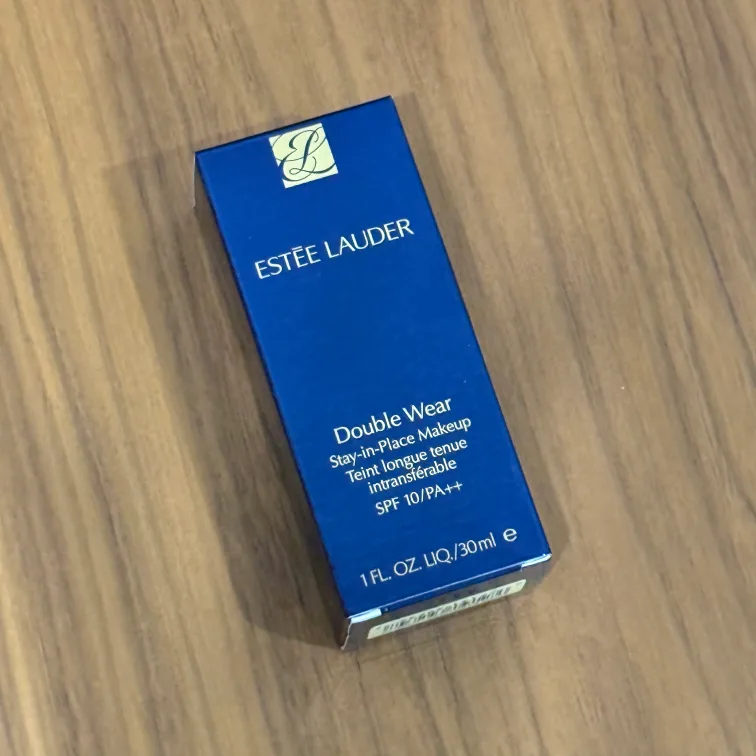 EL
ESTĒE LAUDER
Double Wear
Stay-in-Place Makeup
Teint longue tenue
intransférable
SPF 10/PA++
1 FL. OZ. LIQ./30ml ℮